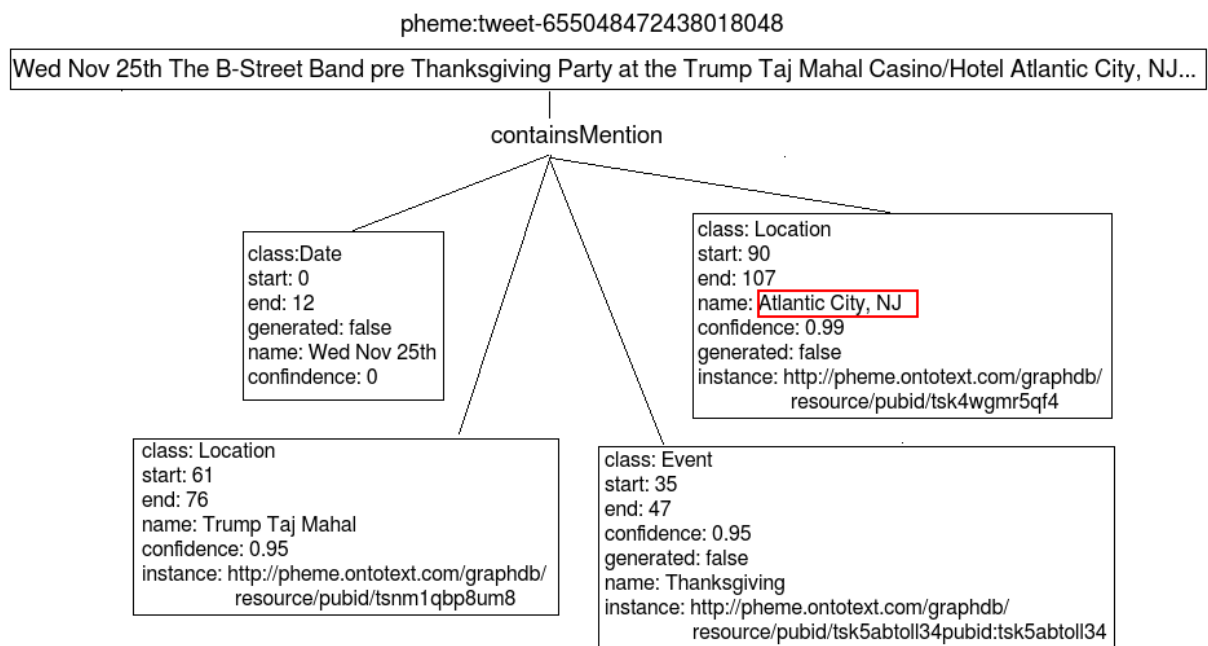 pheme:tweet-655048472438018048
Wed Nov 25th The B-Street Band pre Thanksgiving Party at the Trump Taj Mahal Casino/Hotel Atlantic City, NJ...
containsMention
class:Date
start: 0
end: 12
generated: false
name: Wed Nov 25th
confindence: 0
class: Location
start: 90
end: 107
name: Atlantic City, NJ
confidence: 0.99
generated: false
instance: http://pheme.ontotext.com/graphdb/
resource/pubid/tsk4wgmr5qf4
class: Location
start: 61
end: 76
name: Trump Taj Mahal
confidence: 0.95
instance: http://pheme.ontotext.com/graphdb/
resource/pubid/tsnm1qbp8um8
class: Event
start: 35
end: 47
confidence: 0.95
generated: false
name: Thanksgiving
instance: http://pheme.ontotext.com/graphdb/
resource/pubid/tsk5abtoll34pubid:tsk5abtoll34